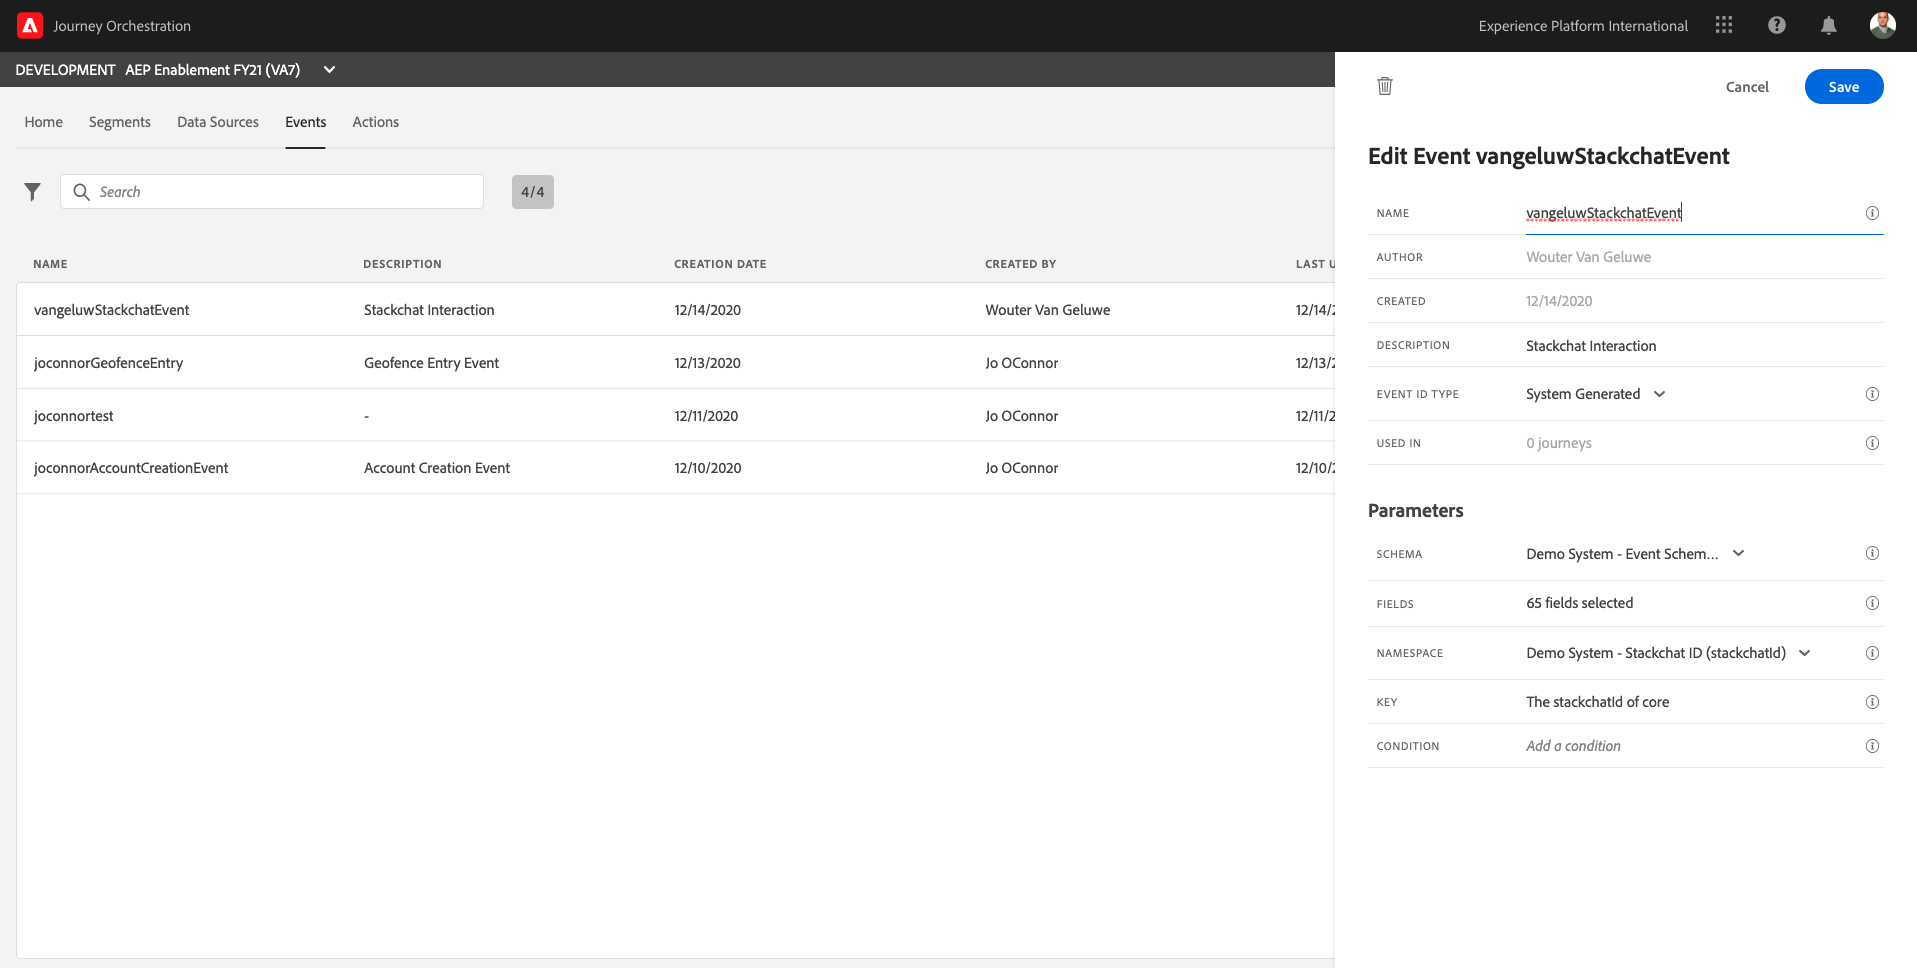 Journey Orchestration
Experience Platform International
DEVELOPMENT AEP Enablement FY21 (VA7)
Cancel
Save
Home Segments Data Sources Events Actions
Search
4/4
NAME DESCRIPTION CREATION DATE CREATED BY LAST U
vangeluwStackchatEvent Stackchat Interaction 12/14/2020 Wouter Van Geluwe 12/14/2
joconnorGeofenceEntry Geofence Entry Event 12/13/2020 Jo OConnor 12/13/2
joconnortest - 12/11/2020 Jo OConnor 12/11/2
joconnorAccountCreationEvent Account Creation Event 12/10/2020 Jo OConnor 12/10/2
Edit Event vangeluwStackchatEvent
NAME vangeluwStackchatEvent
AUTHOR Wouter Van Geluwe
CREATED 12/14/2020
DESCRIPTION Stackchat Interaction
EVENT ID TYPE System Generated
USED IN 0 journeys
Parameters
SCHEMA Demo System - Event Schem...
FIELDS 65 fields selected
NAMESPACE Demo System - Stackchat ID (stackchatId)
KEY The stackchatId of core
CONDITION Add a condition